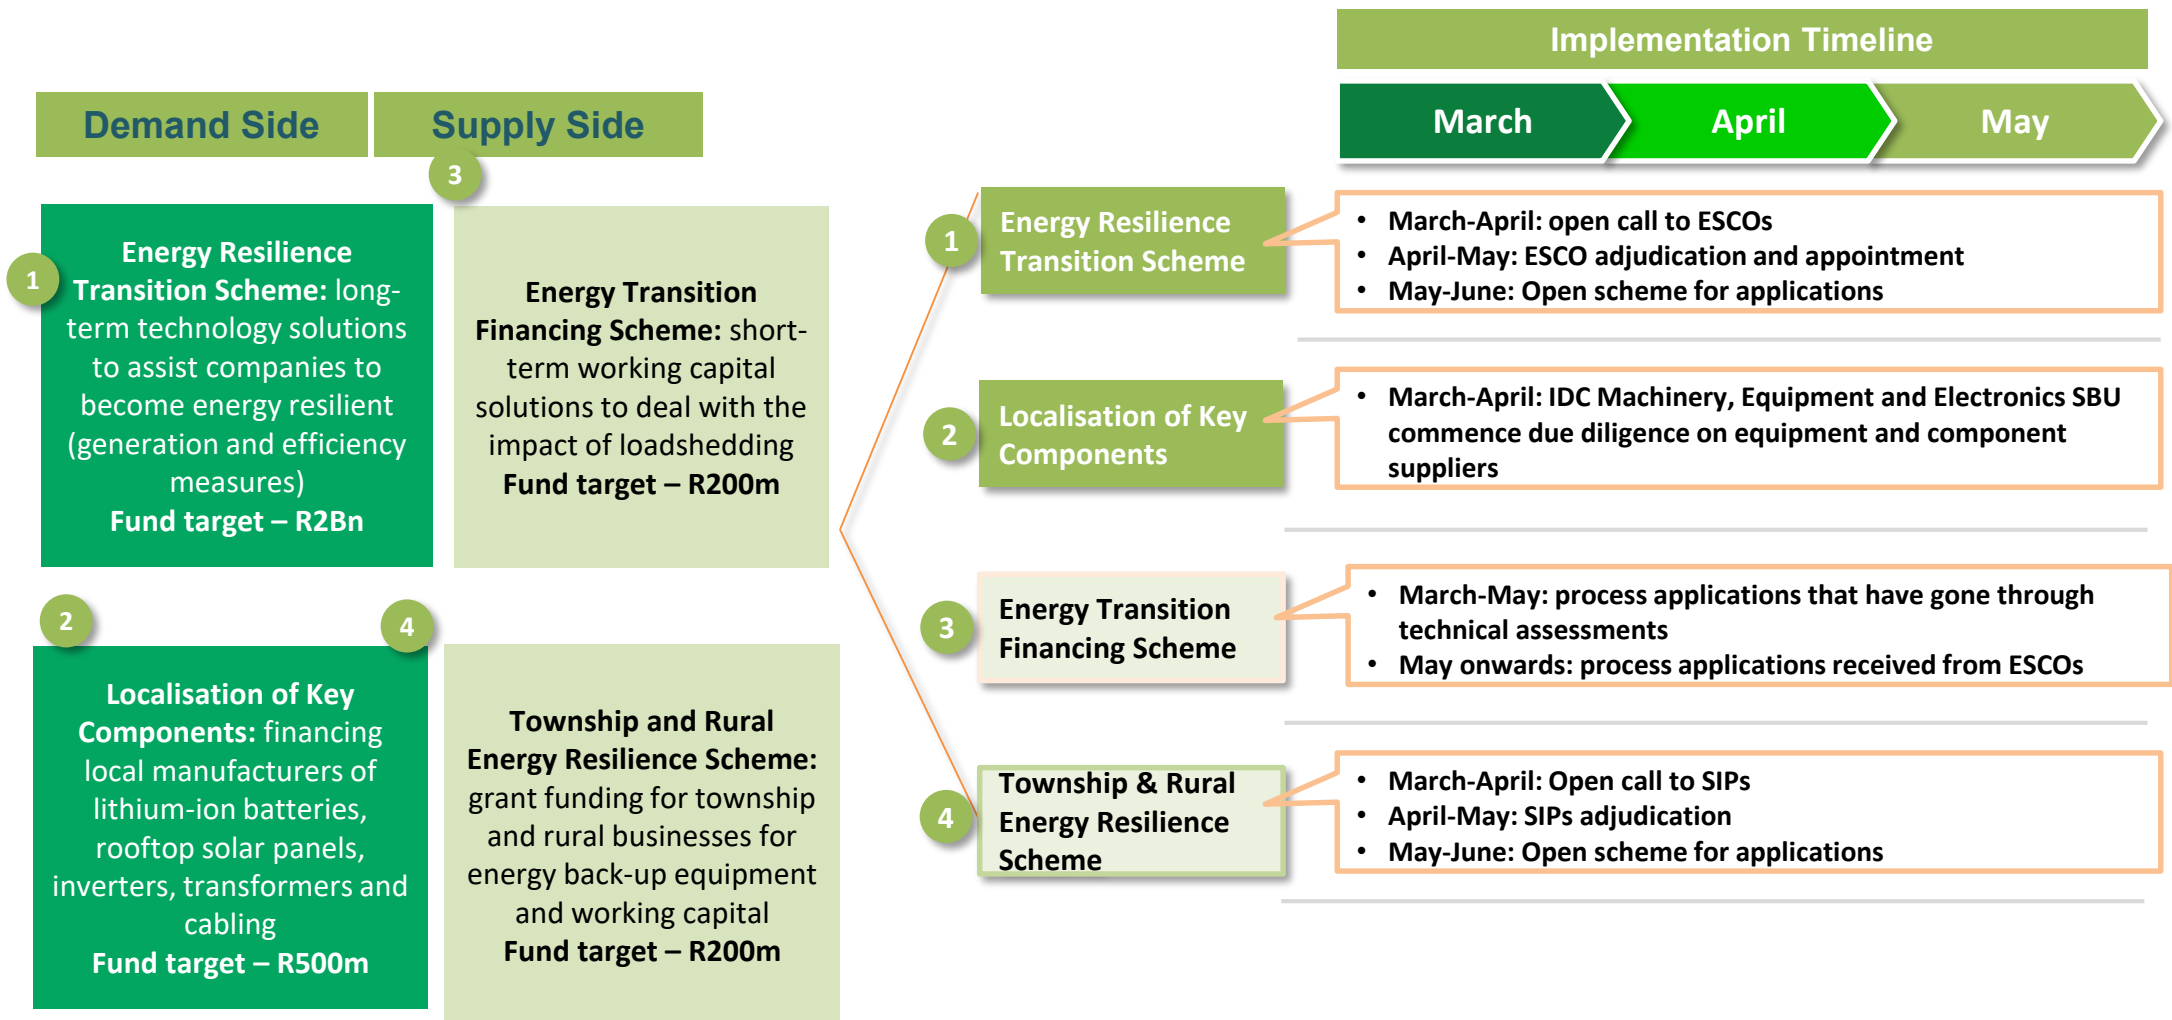 Demand Side
Supply Side
1
Energy Resilience
Transition Scheme: long-
term technology solutions
to assist companies to
become energy resilient
(generation and efficiency
measures)
Fund target – R2Bn
3
Energy Transition
Financing Scheme: short-
term working capital
solutions to deal with the
impact of loadshedding
Fund target – R200m
2
Localisation of Key
Components: financing
local manufacturers of
lithium-ion batteries,
rooftop solar panels,
inverters, transformers and
cabling
Fund target – R500m
4
Township and Rural
Energy Resilience Scheme:
grant funding for township
and rural businesses for
energy back-up equipment
and working capital
Fund target – R200m
Implementation Timeline
March
April
May
1
Energy Resilience
Transition Scheme
• March-April: open call to ESCOs
• April-May: ESCO adjudication and appointment
• May-June: Open scheme for applications
2
Localisation of Key
Components
• March-April: IDC Machinery, Equipment and Electronics SBU
commence due diligence on equipment and component
suppliers
3
Energy Transition
Financing Scheme
• March-May: process applications that have gone through
technical assessments
• May onwards: process applications received from ESCOs
4
Township & Rural
Energy Resilience
Scheme
• March-April: Open call to SIPs
• April-May: SIPs adjudication
• May-June: Open scheme for applications